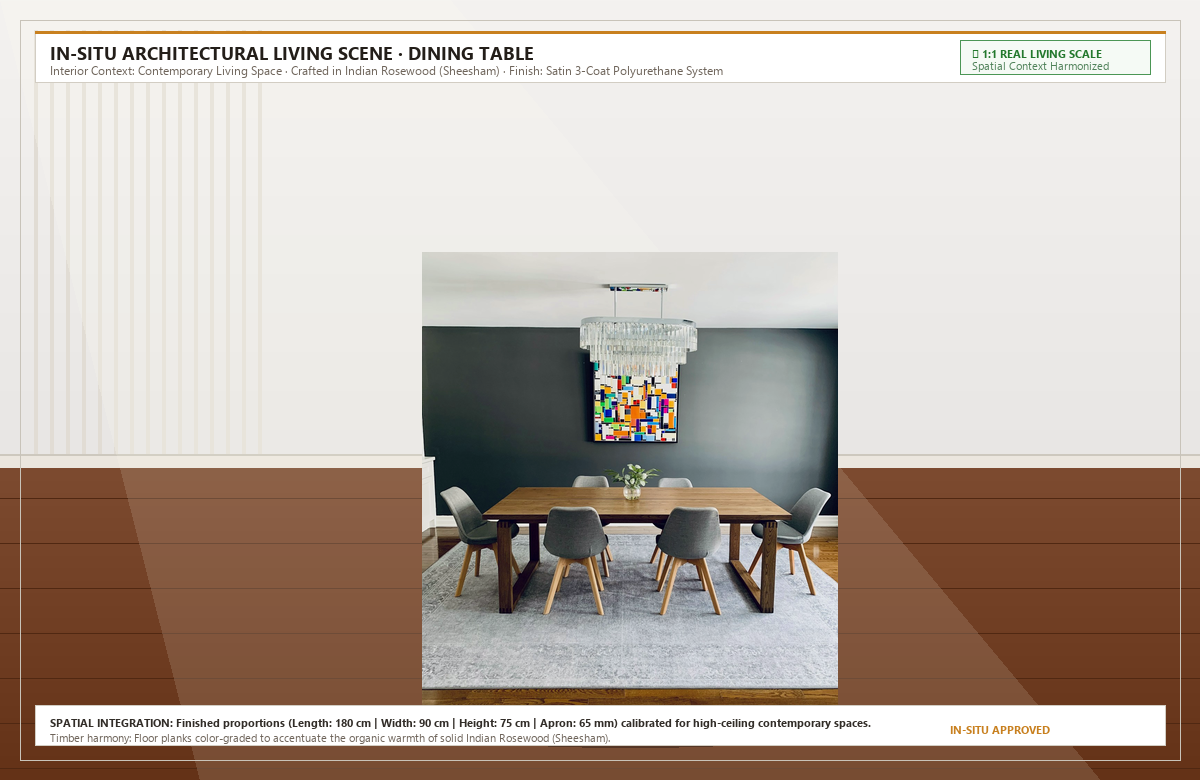 IN-SITU ARCHITECTURAL LIVING SCENE · DINING TABLE
Interior Context: Contemporary Living Space · Crafted in Indian Rosewood (Sheesham) · Finish: Satin 3-Coat Polyurethane System
▯ 1:1 REAL LIVING SCALE
Spatial Context Harmonized
SPATIAL INTEGRATION: Finished proportions (Length: 180 cm | Width: 90 cm | Height: 75 cm | Apron: 65 mm) calibrated for high-ceiling contemporary spaces.
Timber harmony: Floor planks color-graded to accentuate the organic warmth of solid Indian Rosewood (Sheesham).
IN-SITU APPROVED